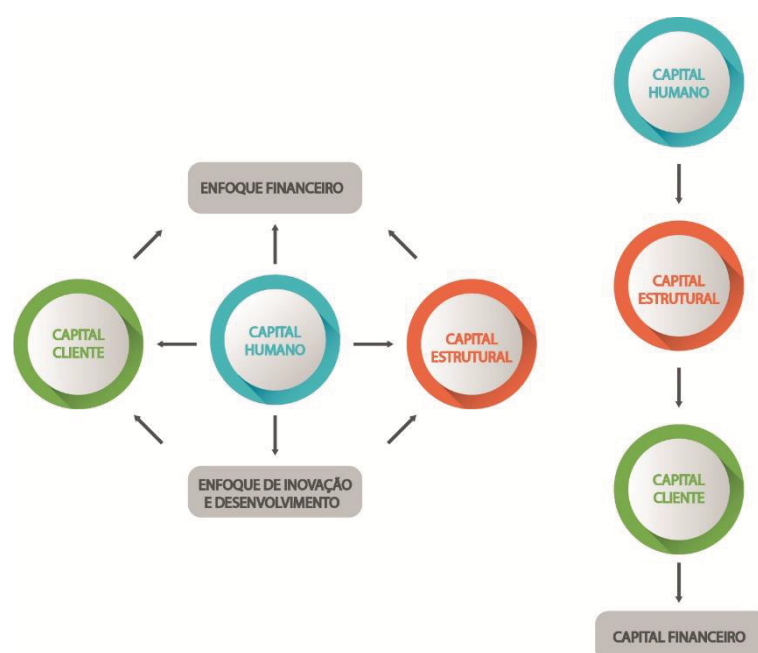 ENFOQUE FINANCEIRO
CAPITAL
CLIENTE
CAPITAL
HUMANO
CAPITAL
ESTRUTURAL
ENFOQUE DE INOVAÇÃO
E DESENVOLVIMENTO
CAPITAL
HUMANO
CAPITAL
ESTRUTURAL
CAPITAL
CLIENTE
CAPITAL FINANCEIRO